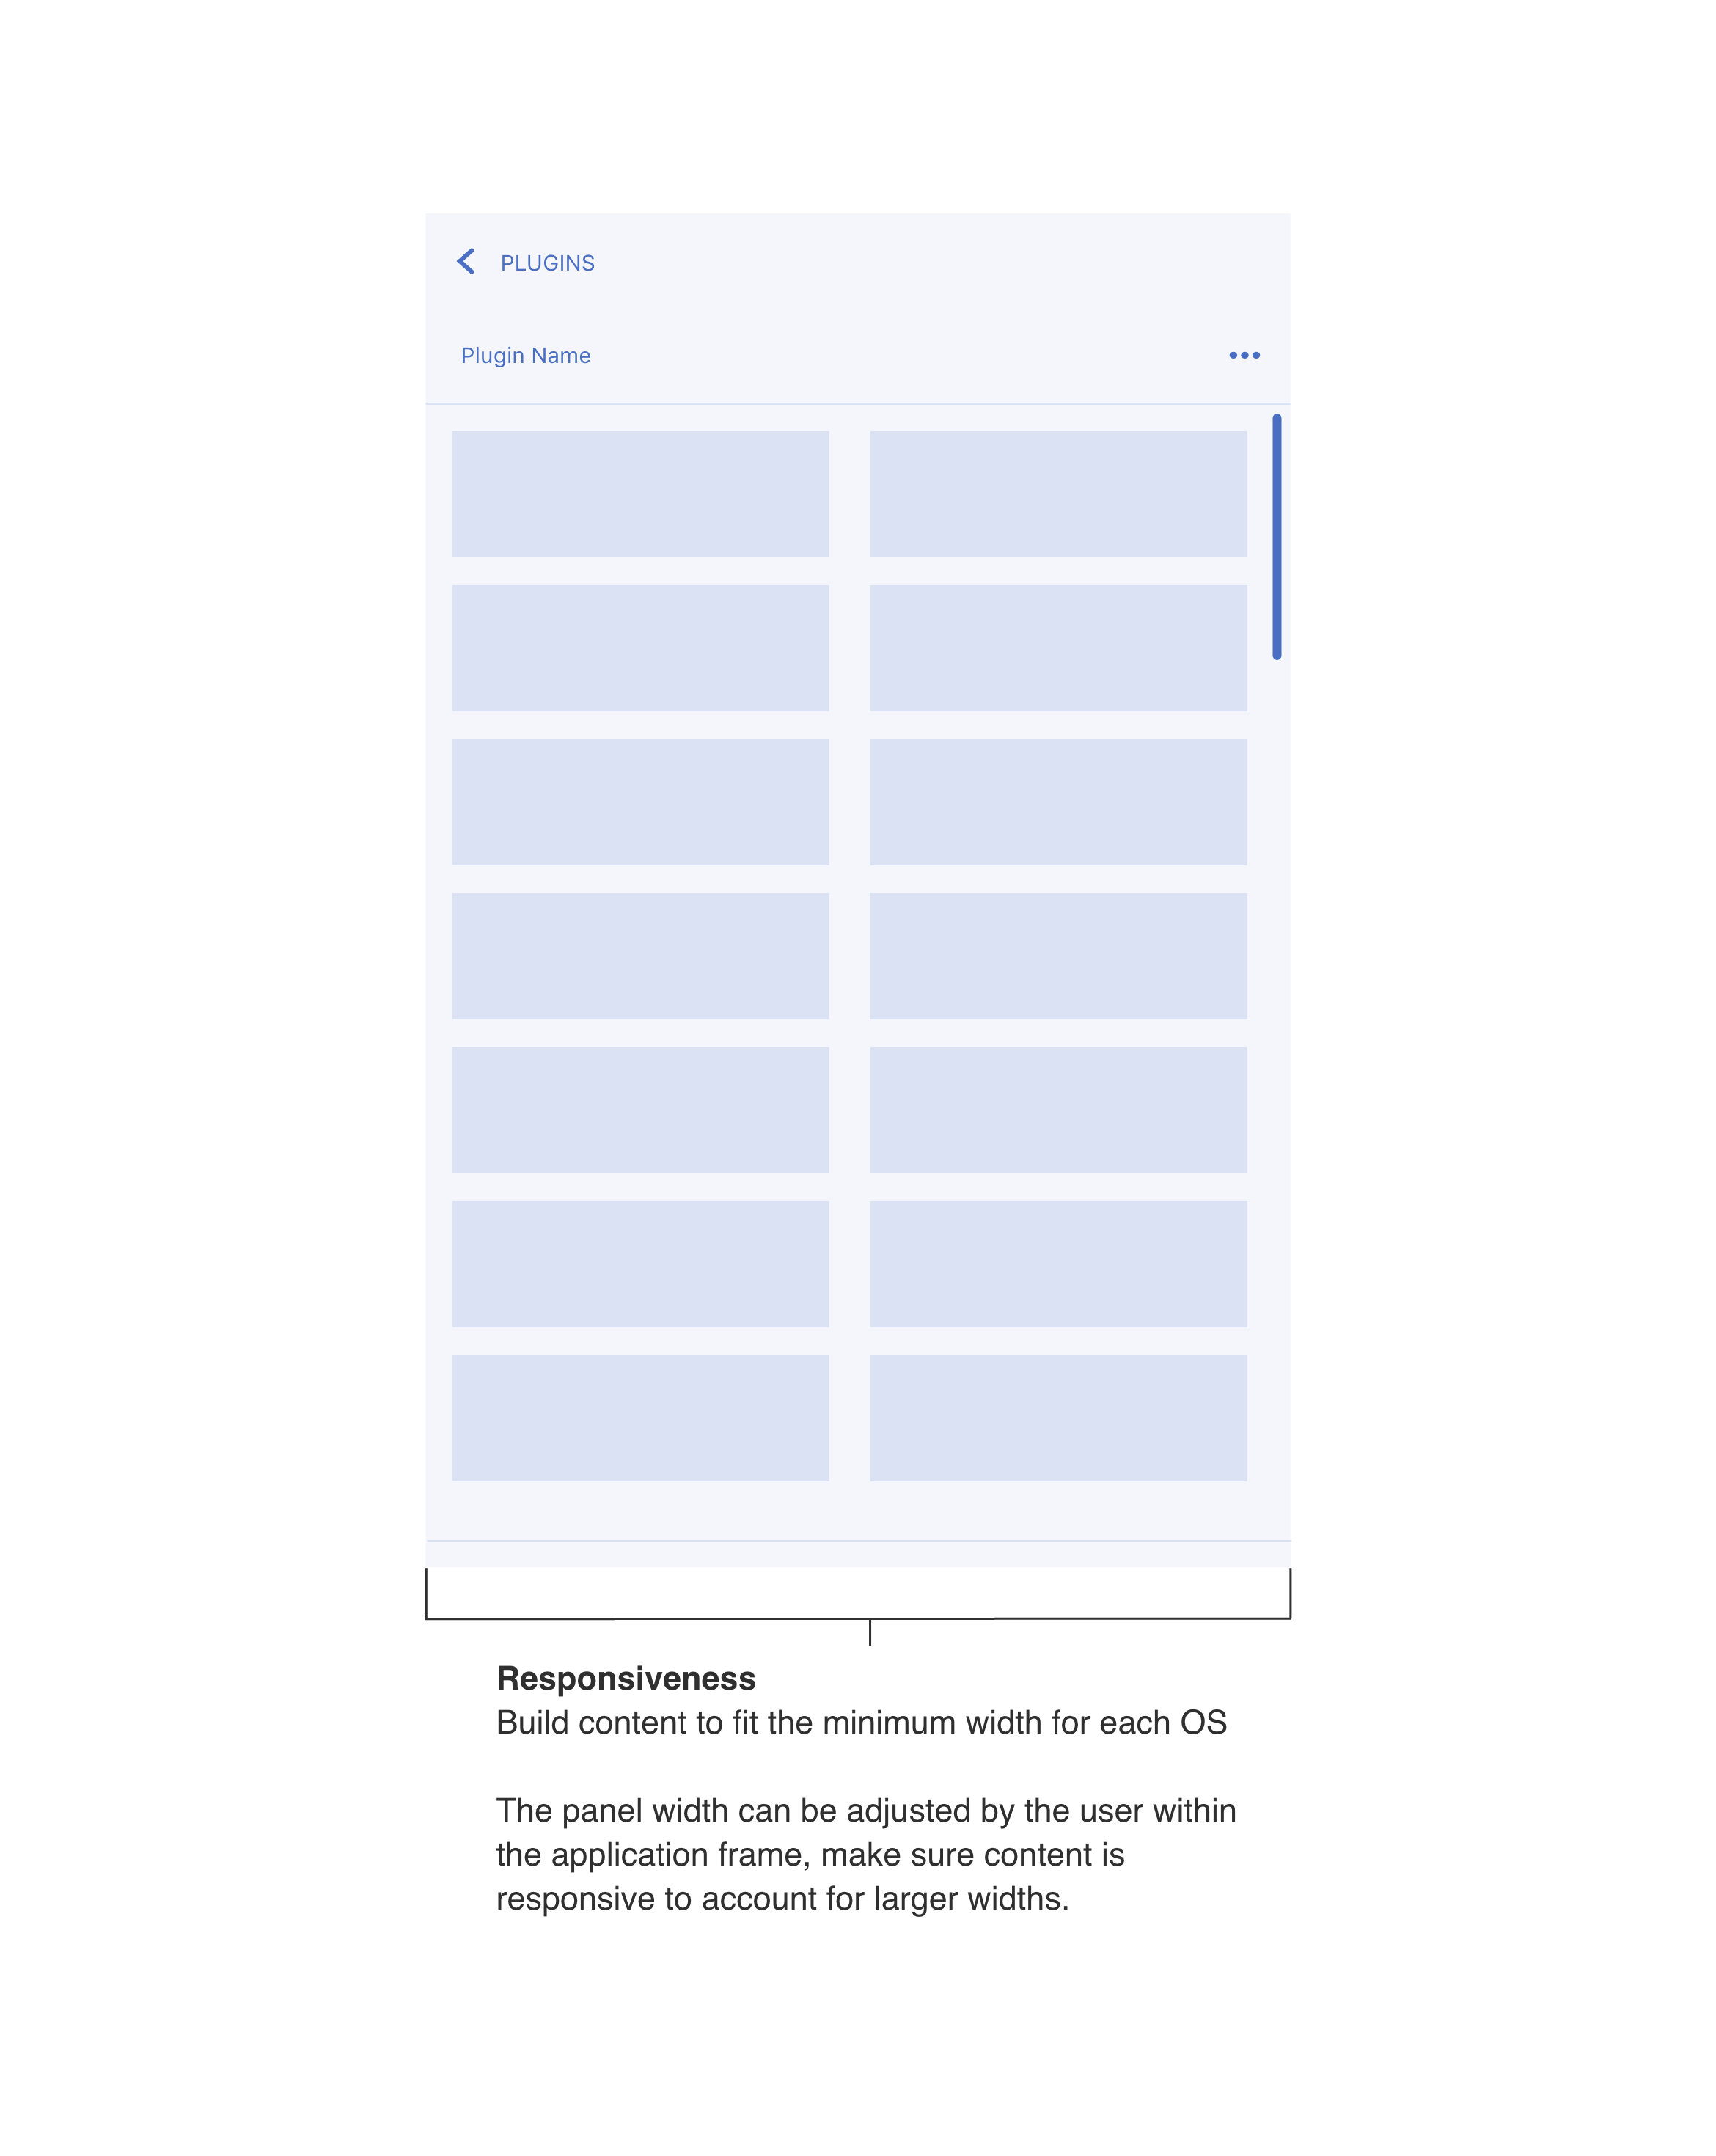 PLUGINS
Plugin Name
Responsiveness
Build content to fit the minimum width for each OS
The panel width can be adjusted by the user within
the application frame, make sure content is
responsive to account for larger widths.